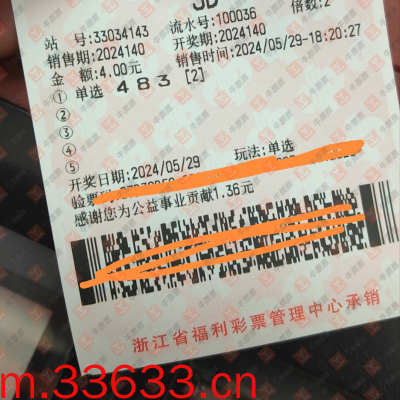 3D
站 号:33034143 流水号:100036 倍数:2
销售期:2024140 开奖期:2024140
金 额:4.00元 销售时间:2024/05/29-18:20:27
① 单选 4 8 3 [2]
②
③
④
⑤
开奖日期:2024/05/29 玩法:单选
感谢您为公益事业贡献1.36元
浙江省福利彩票管理中心承销
m.33633.cn